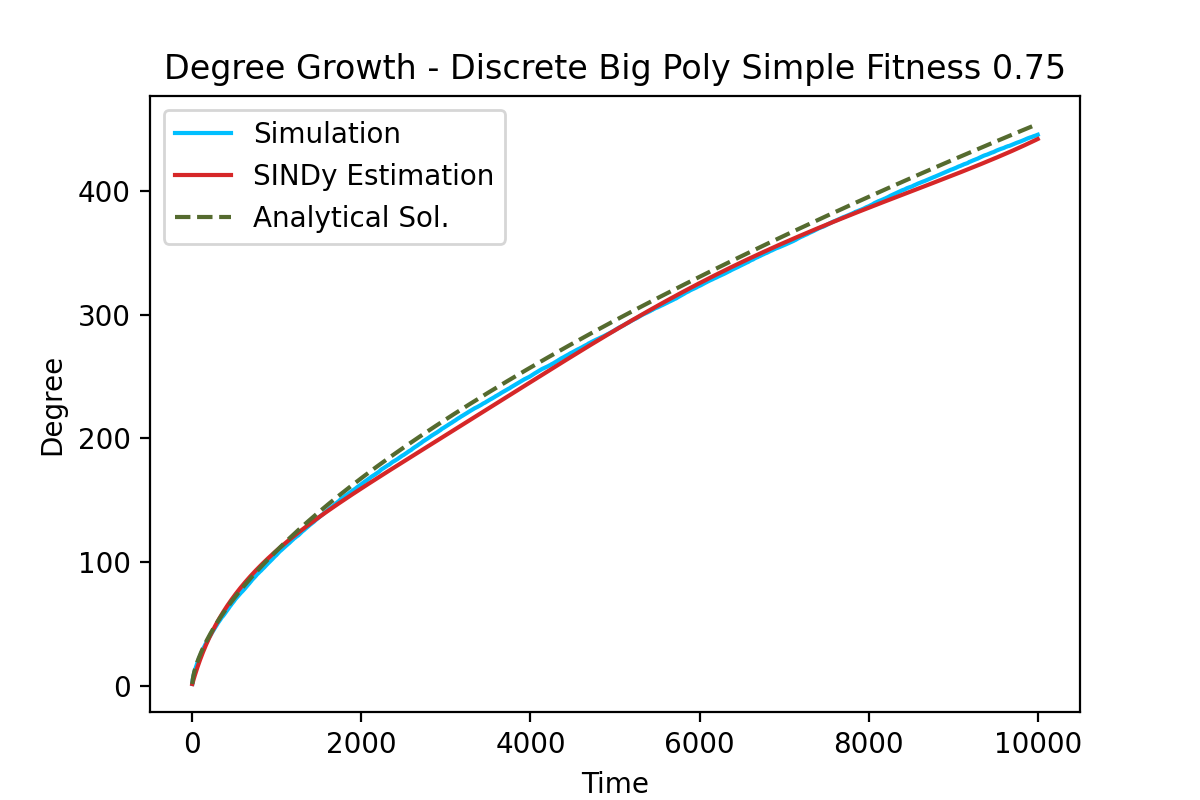 Degree Growth - Discrete Big Poly Simple Fitness 0.75
Simulation
SINDy Estimation
Analytical Sol.
400
300
200
100
0
Degree
0 2000 4000 6000 8000 10000
Time